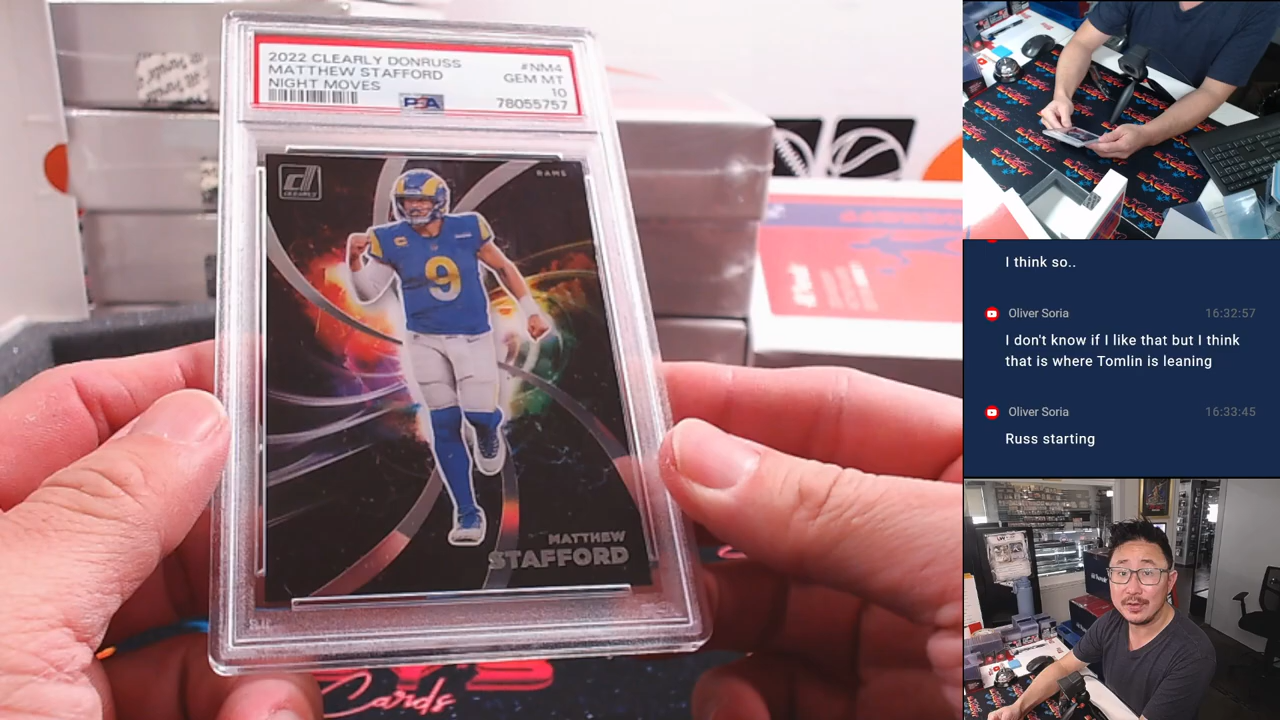 2022 CLEARLY DONRUSS
MATTHEW STAFFORD
NIGHT MOVES
#NM4
GEM MT
10
78055757
PSA
CLEARLY
RAMS
9
MATTHEW
STAFFORD
Cards
I think so..
Oliver Soria 16:32:57
I don't know if I like that but I think
that is where Tomlin is leaning
Oliver Soria 16:33:45
Russ starting